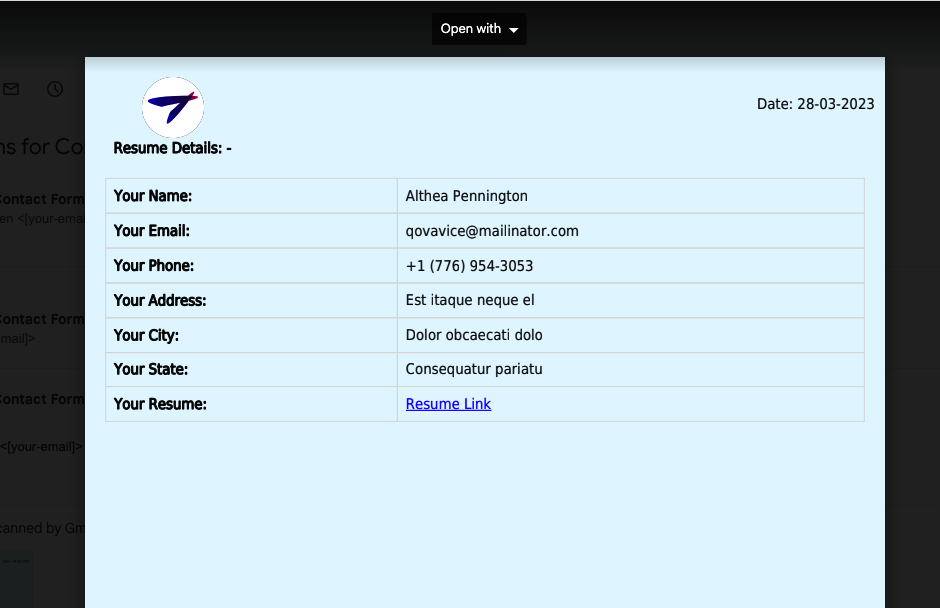 Open with
Date: 28-03-2023
Resume Details: -
Your Name: Althea Pennington
Your Email: qovavice@mailinator.com
Your Phone: +1 (776) 954-3053
Your Address: Est itaque neque el
Your City: Dolor obcaecati dolo
Your State: Consequatur pariatu
Your Resume: Resume Link
ns for Co
Contact Form
en <[your-emai
Contact Form
mail]>
Contact Form
<[your-email]>
canned by Gm